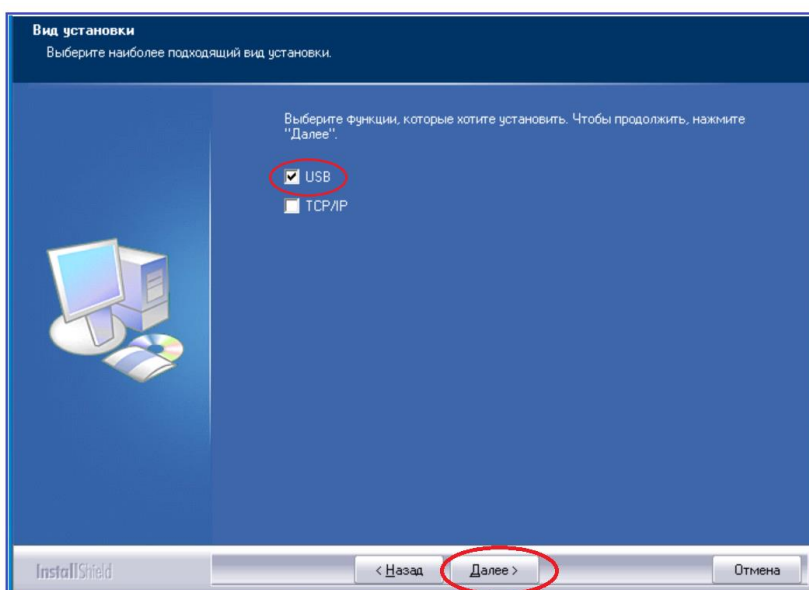 Вид установки
Выберите наиболее подходящий вид установки.
Выберите функции, которые хотите установить. Чтобы продолжить, нажмите
"Далее".
USB
TCP/IP
InstallShield
< Назад
Далее >
Отмена